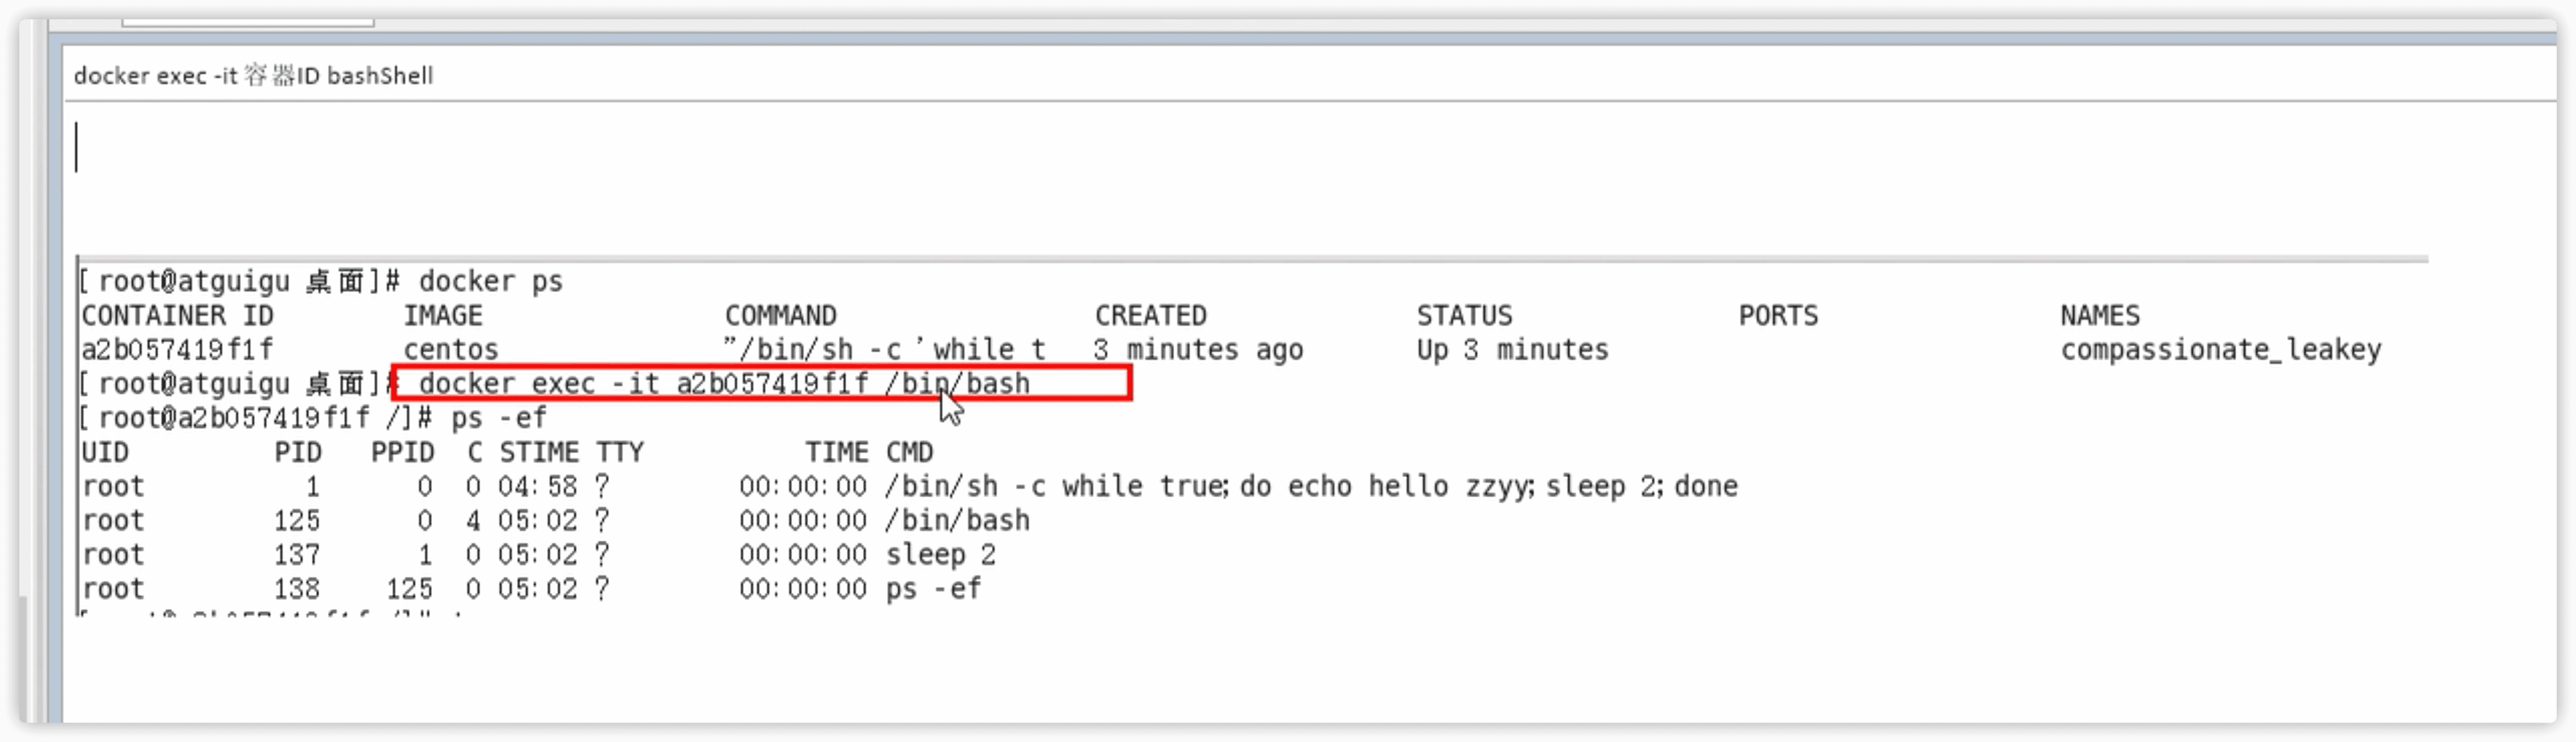 docker exec -it 容器ID bashShell
[root@atguigu 桌面]# docker ps
CONTAINER ID IMAGE COMMAND CREATED STATUS PORTS NAMES
a2b057419f1f centos "/bin/sh -c 'while t 3 minutes ago Up 3 minutes compassionate_leakey
[root@atguigu 桌面]# docker exec -it a2b057419f1f /bin/bash
[root@a2b057419f1f /]# ps -ef
UID PID PPID C STIME TTY TIME CMD
root 1 0 0 04:58 ? 00:00:00 /bin/sh -c while true; do echo hello zzyy; sleep 2; done
root 125 0 4 05:02 ? 00:00:00 /bin/bash
root 137 1 0 05:02 ? 00:00:00 sleep 2
root 138 125 0 05:02 ? 00:00:00 ps -ef